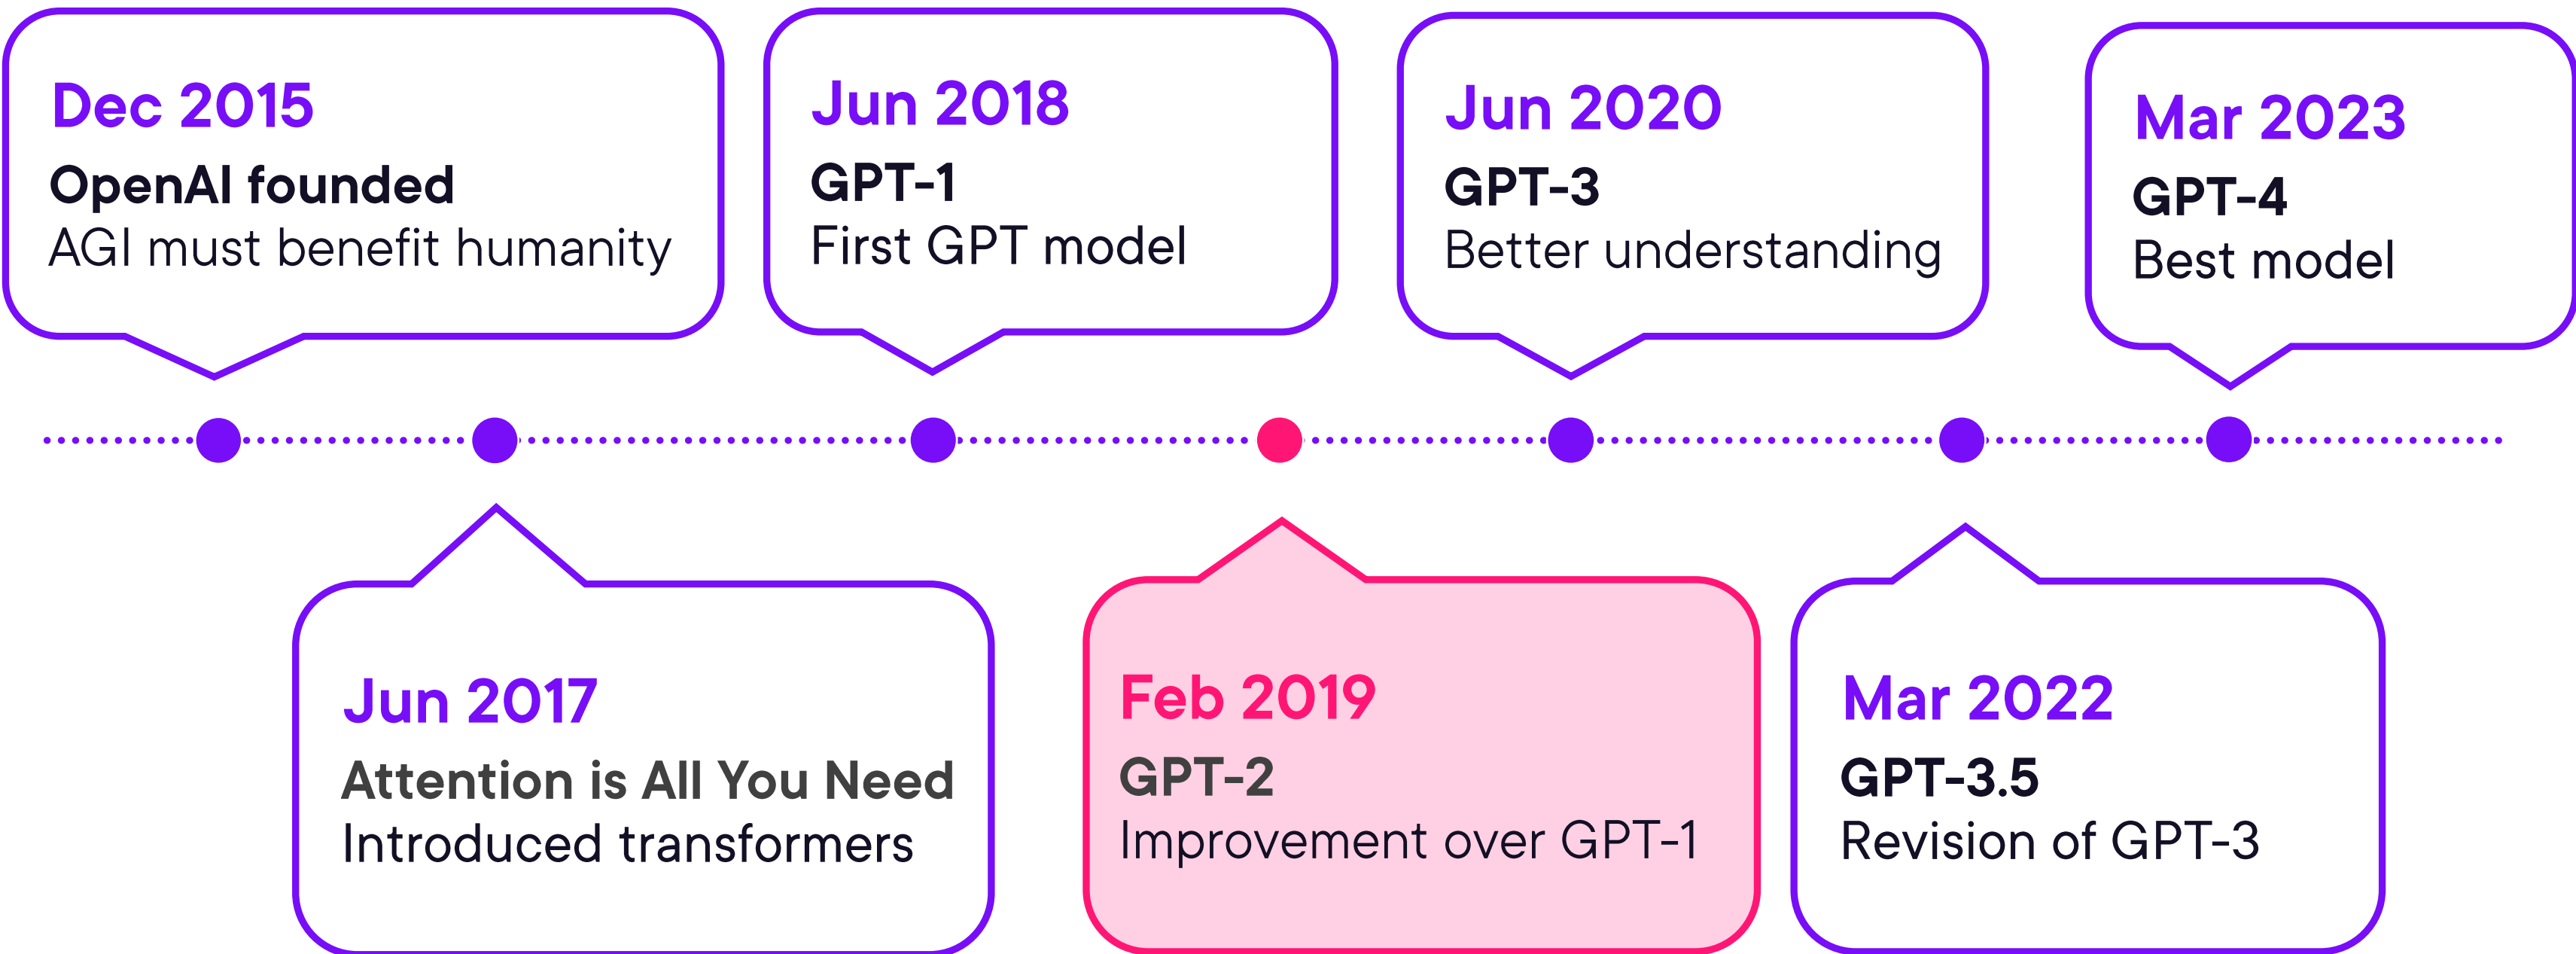 Dec 2015
OpenAI founded
AGI must benefit humanity
Jun 2017
Attention is All You Need
Introduced transformers
Jun 2018
GPT-1
First GPT model
Feb 2019
GPT-2
Improvement over GPT-1
Jun 2020
GPT-3
Better understanding
Mar 2022
GPT-3.5
Revision of GPT-3
Mar 2023
GPT-4
Best model